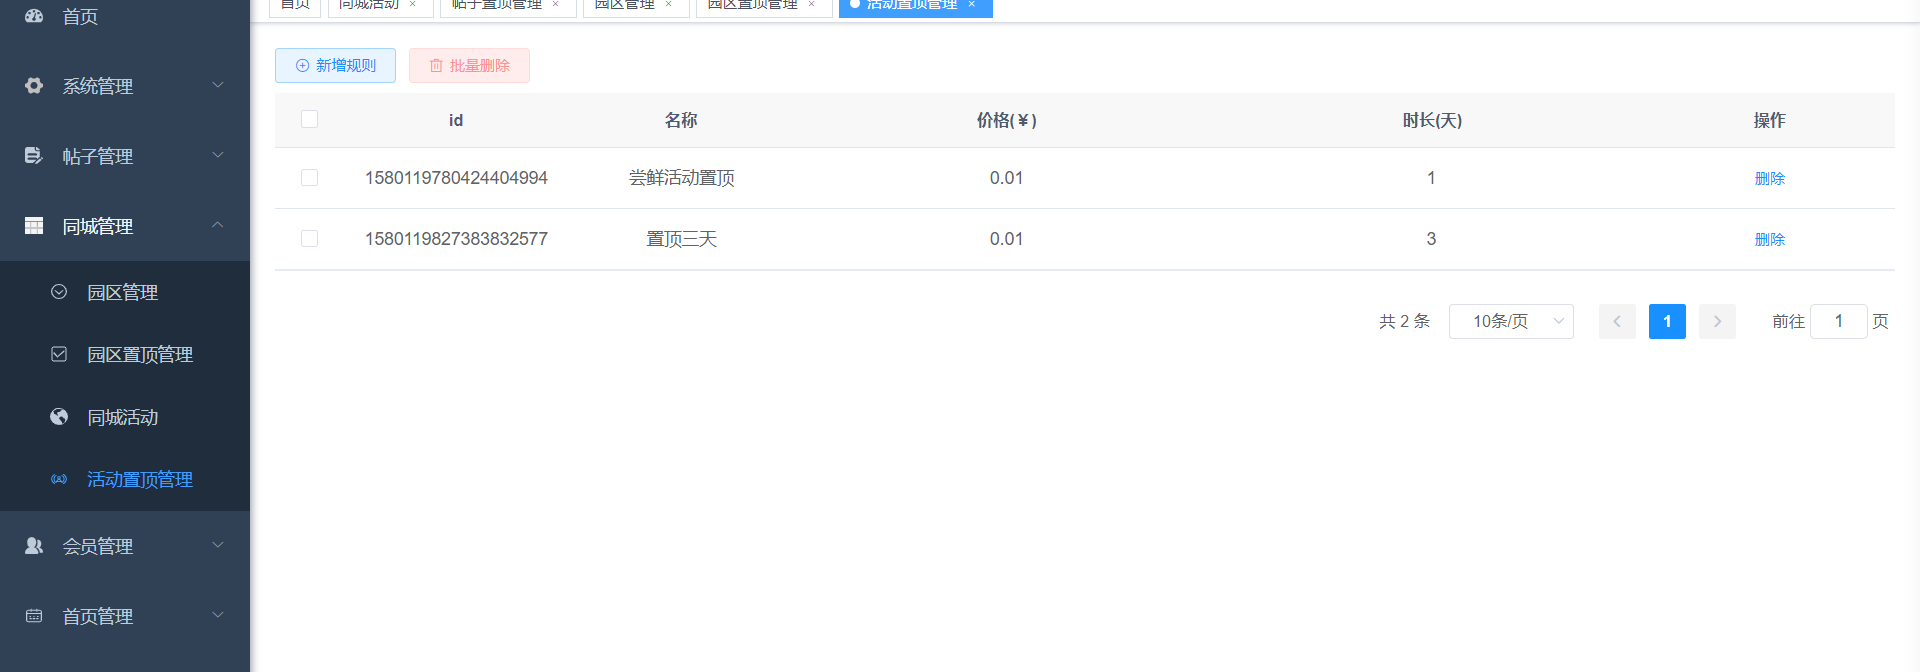 首页
系统管理
帖子管理
同城管理
园区管理
园区置顶管理
同城活动
活动置顶管理
会员管理
首页管理
首页 同城活动 × 帖子置顶管理 × 园区管理 × 园区置顶管理 × 活动置顶管理 ×
新增规则 批量删除
id 名称 价格(￥) 时长(天) 操作
1580119780424404994 尝鲜活动置顶 0.01 1 删除
1580119827383832577 置顶三天 0.01 3 删除
共 2 条 10条/页 1 前往 1 页